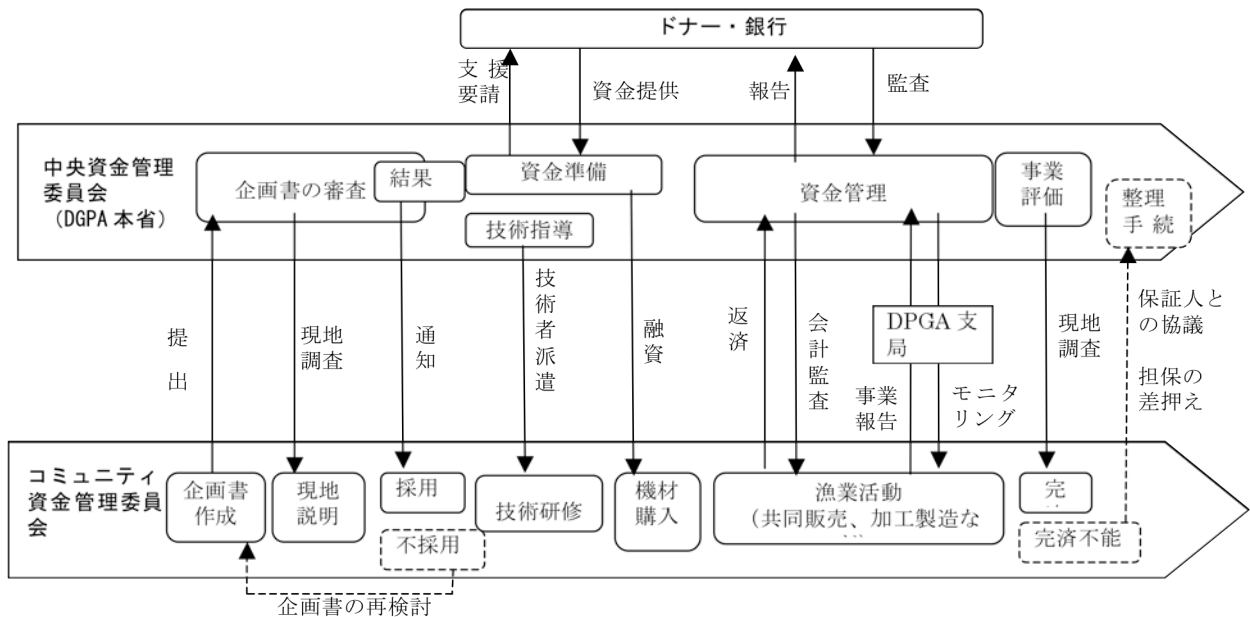 ドナー・銀行
支 援
要請
資金提供
報告
監査
中央資金管理
委員会
(DGPA 本省)
企画書の審査
結果
資金準備
技術指導
資金管理
事業
評価
整理
手 続
提
出
現地
調査
通
知
技
術
者
派
遣
融
資
返
済
会
計
監
査
DPGA 支
局
事業
報告
モニタ
リング
現地
調査
保証人と
の協議
担保の
差押え
コミュニティ
資金管理委員
会
企画書
作成
現地
説明
採用
不採用
技術研修
機材
購入
漁業活動
(共同販売、加工製造な
完
完済不能
企画書の再検討